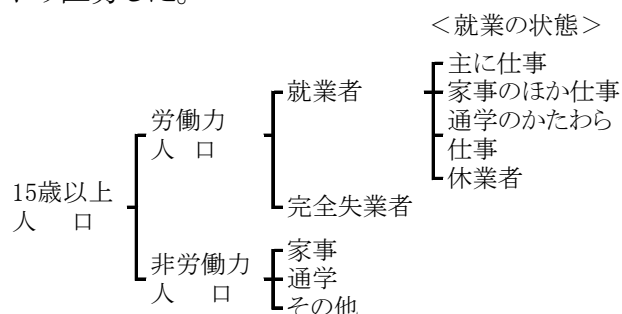 ＜就業の状態＞
主に仕事
就業者
家事のほか仕事
労働力
人　口
通学のかたわら
仕事
休業者
15歳以上
人　　口
完全失業者
非労働力
人　　口
家事
通学
その他